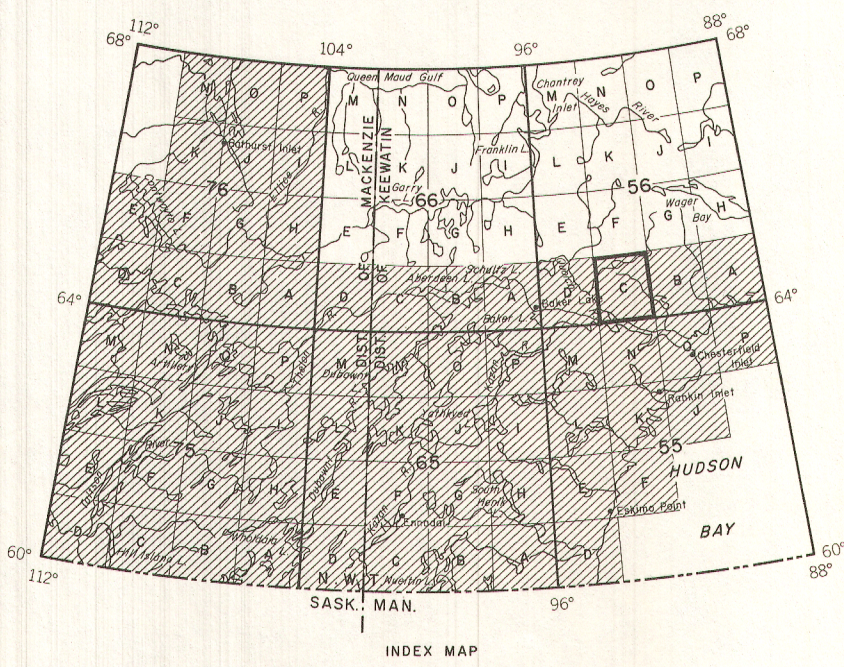 112°
68°
104°
96°
88°
68°
Queen Maud Gulf
Chantrey
Inlet
Hayes
River
N
O
P
M
N
O
P
M
N
O
P
Bathurst Inlet
K
J
I
R.
Ellice
MACKENZIE
KEEWATIN
L
K
J
I
Franklin L.
L
K
J
I
76
Garry
L.
66
56
Wager
Bay
E
F
G
H
E
F
G
H
E
F
G
H
DIST. OF
DIST. OF
Aberdeen L.
Schultz L.
D
C
B
A
R.
D
C
B
A
Baker L.
Baker Lake
D
C
B
A
64°
64°
M
N
O
P
Artillery
Thelon
M
Dubawnt
N
O
P
Kazan
R.
M
N
O
P
Chesterfield
Inlet
Rankin Inlet
L
K
J
I
L
K
J
I
Yathkyed
L
K
J
River
75
65
55
HUDSON
BAY
E
F
G
H
Dubawnt
E
F
G
H
South
Henik
E
F
Eskimo Point
Kazan
R.
Ennadai
D
C
B
A
Hill Island L.
Wholdaia
L.
D
C
B
A
D
Nueltin L.
N.W.T.
60°
112°
60°
88°
SASK.
MAN.
96°
INDEX MAP